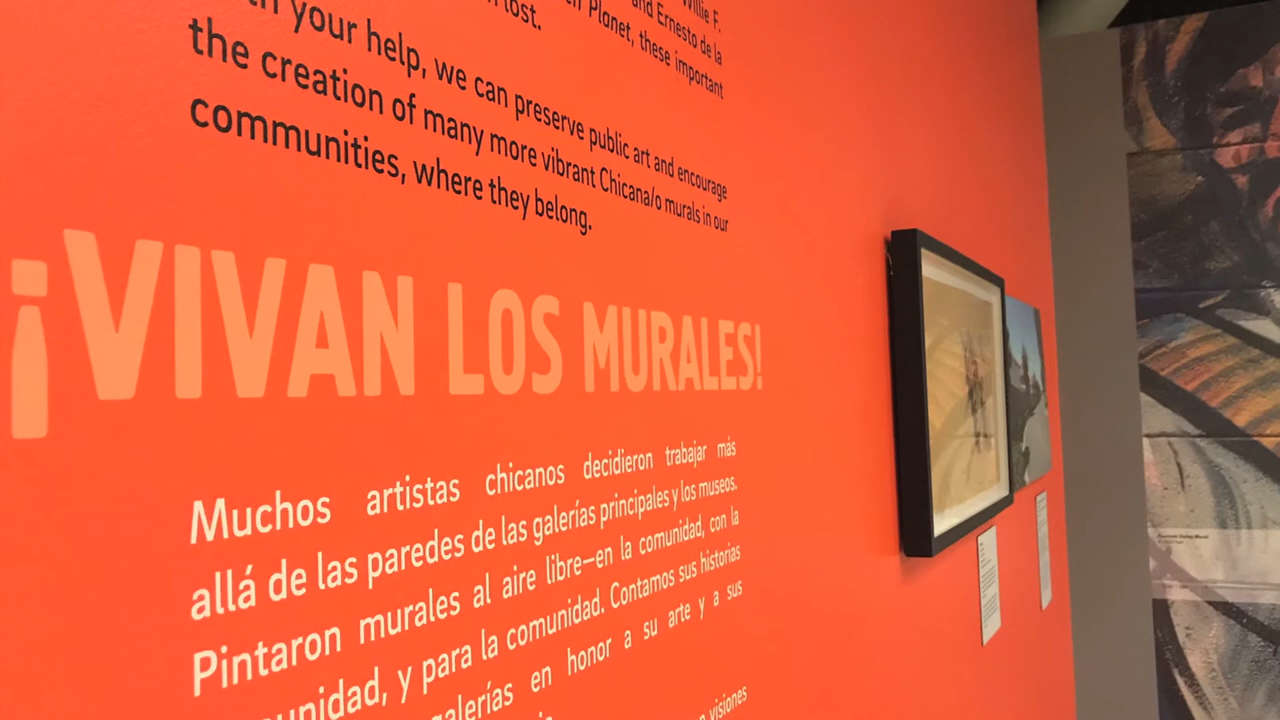 Willie F.
and Ernesto de la
lost.
Planet, these important
your help, we can preserve public art and encourage
the creation of many more vibrant Chicana/o murals in our
communities, where they belong.
¡VIVAN LOS MURALES!
Muchos artistas chicanos decidieron trabajar más
allá de las paredes de las galerías principales y los museos.
Pintaron murales al aire libre—en la comunidad, con la
unidad, y para la comunidad. Contamos sus historias
galerías en honor a su arte y a sus
visiones